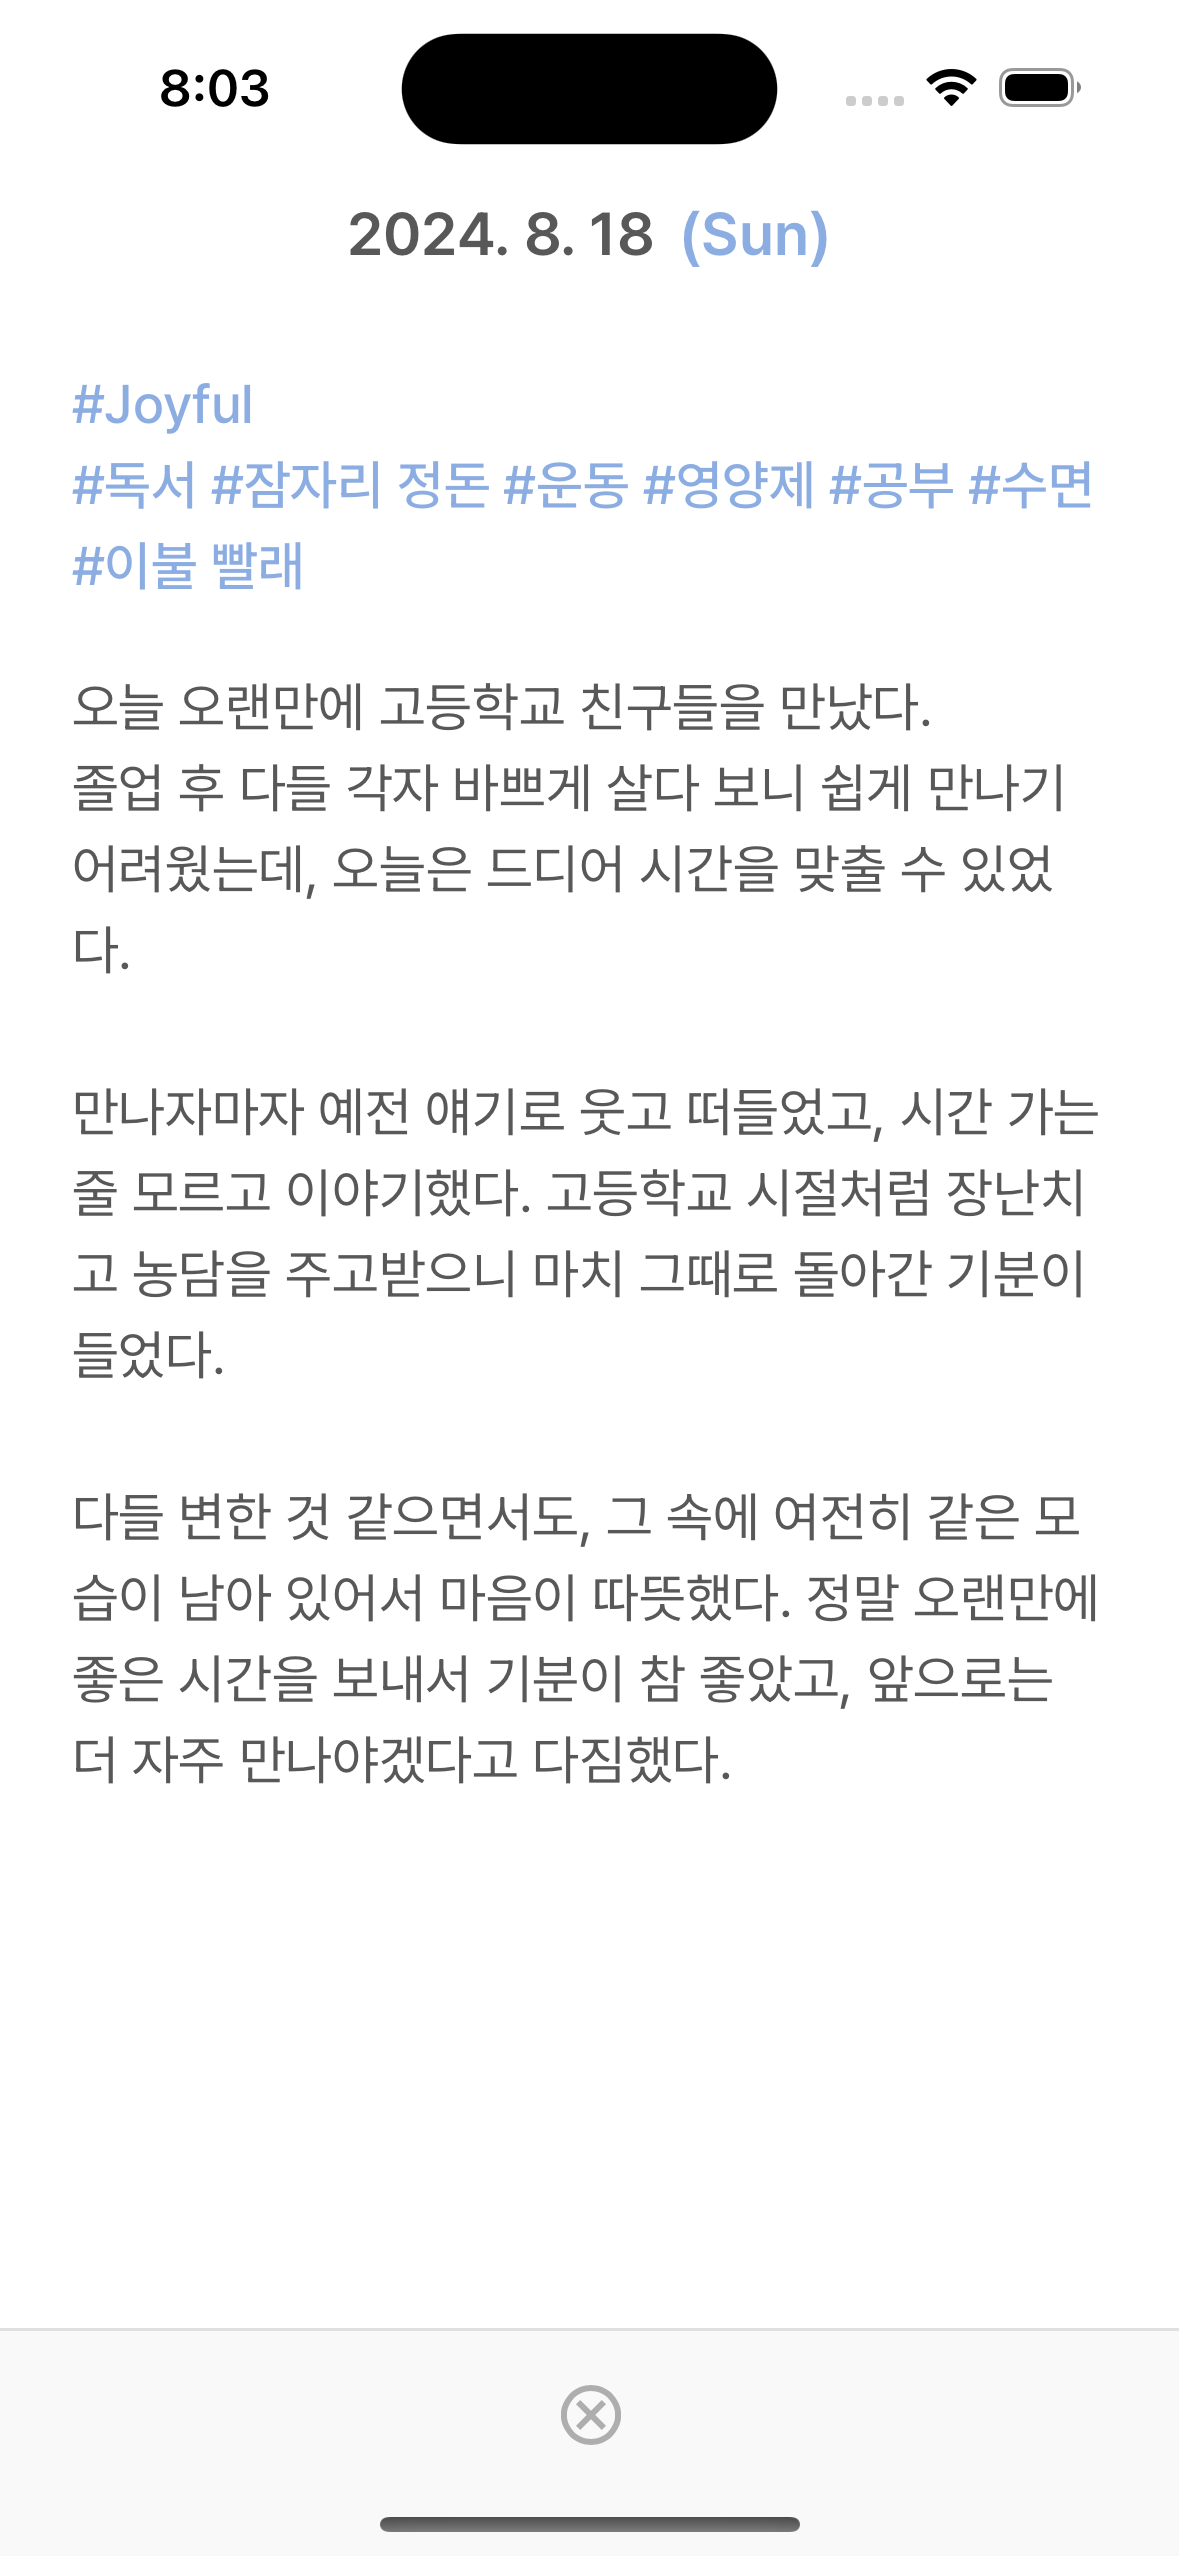 8:03
2024. 8. 18 (Sun)
#Joyful
#독서 #잠자리 정돈 #운동 #영양제 #공부 #수면
#이불 빨래
오늘 오랜만에 고등학교 친구들을 만났다.
졸업 후 다들 각자 바쁘게 살다 보니 쉽게 만나기
어려웠는데, 오늘은 드디어 시간을 맞출 수 있었
다.
만나자마자 예전 얘기로 웃고 떠들었고, 시간 가는
줄 모르고 이야기했다. 고등학교 시절처럼 장난치
고 농담을 주고받으니 마치 그때로 돌아간 기분이
들었다.
다들 변한 것 같으면서도, 그 속에 여전히 같은 모
습이 남아 있어서 마음이 따뜻했다. 정말 오랜만에
좋은 시간을 보내서 기분이 참 좋았고, 앞으로는
더 자주 만나야겠다고 다짐했다.